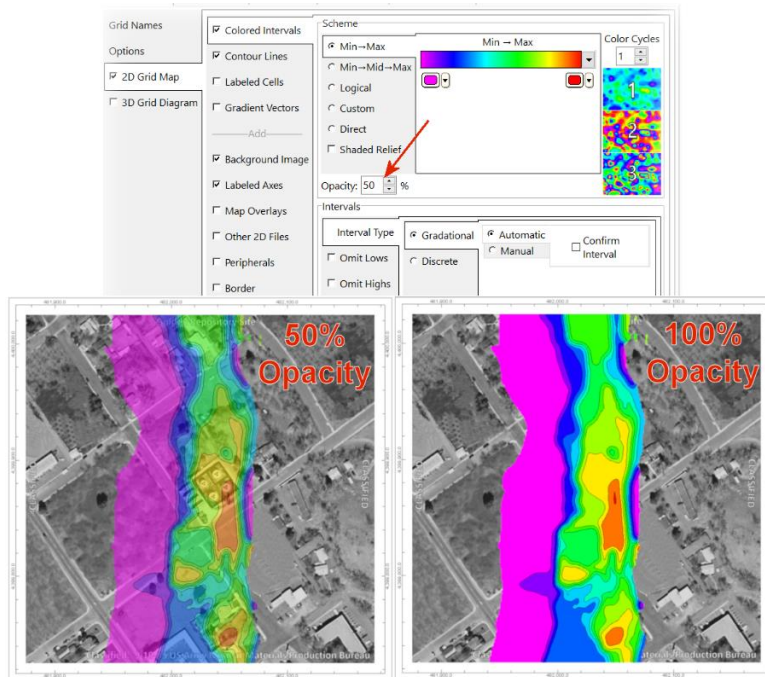 Grid Names
Options
2D Grid Map
3D Grid Diagram
Colored Intervals
Contour Lines
Labeled Cells
Gradient Vectors
Add
Background Image
Labeled Axes
Map Overlays
Other 2D Files
Peripherals
Border
Scheme
Min→Max
Min→Mid→Max
Logical
Custom
Direct
Shaded Relief
Min → Max
Color Cycles
1
1
2
3
Opacity: 50 %
Intervals
Interval Type
Omit Lows
Omit Highs
Gradational
Discrete
Automatic
Manual
Confirm
Interval
50%
Opacity
100%
Opacity